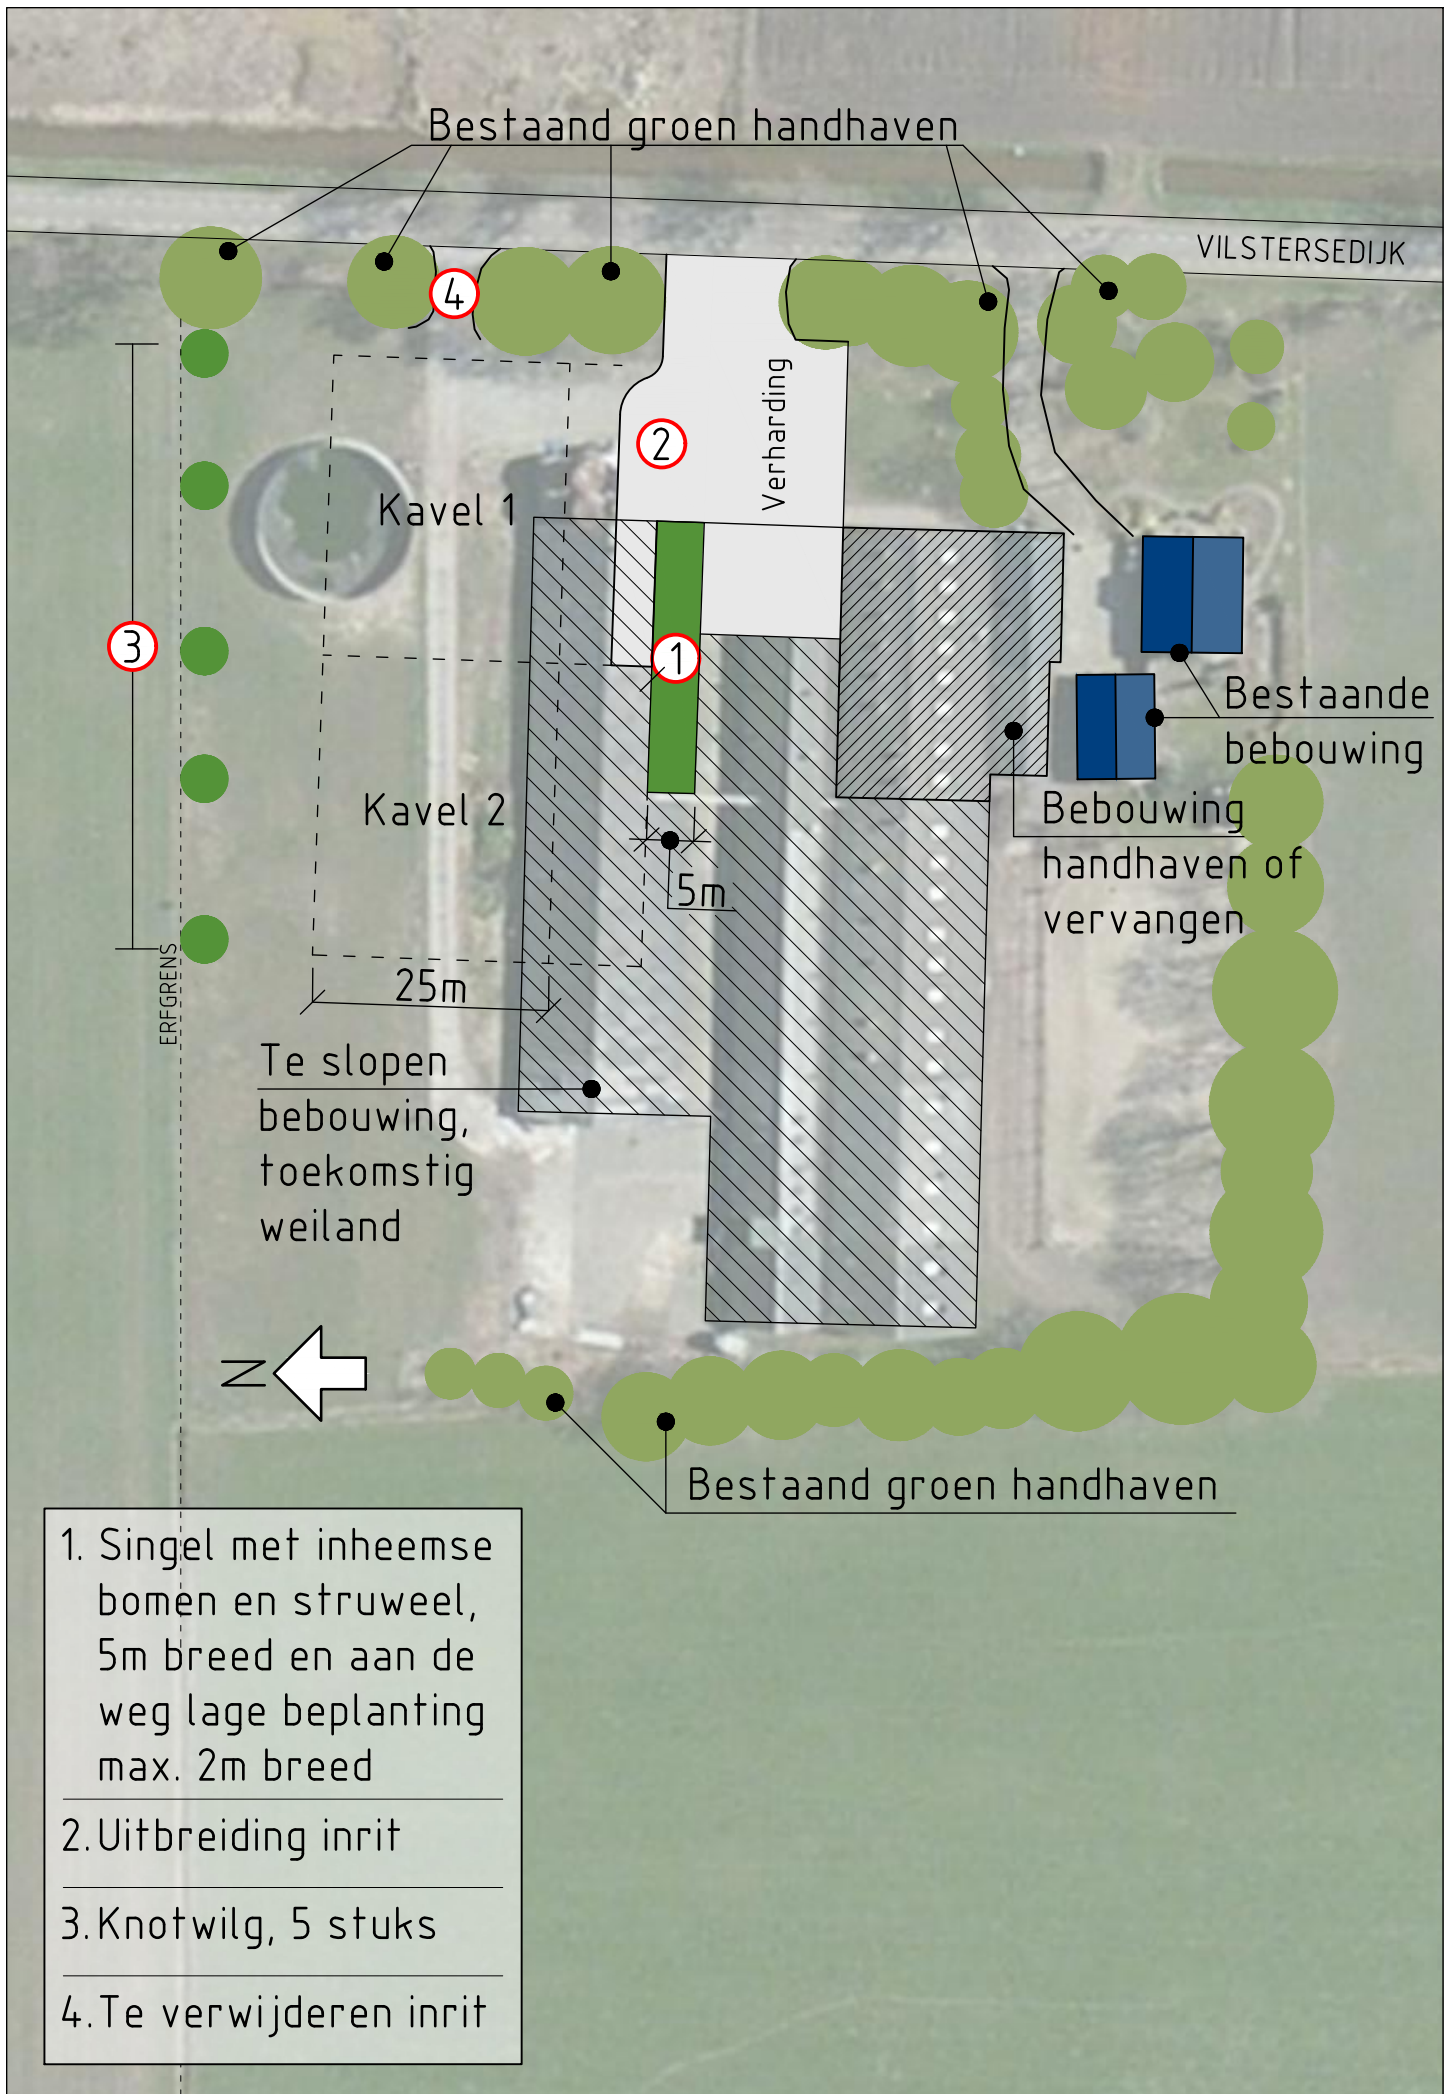 Bestaand groen handhaven
VILSTERSEDIJK
4
Verharding
2
Kavel 1
3
1
Bestaande
bebouwing
Kavel 2
Bebouwing
handhaven of
vervangen
5m
ERFGRENS
25m
Te slopen
bebouwing,
toekomstig
weiland
N
Bestaand groen handhaven
1. Singel met inheemse
bomen en struweel,
5m breed en aan de
weg lage beplanting
max. 2m breed
2. Uitbreiding inrit
3. Knotwilg, 5 stuks
4. Te verwijderen inrit